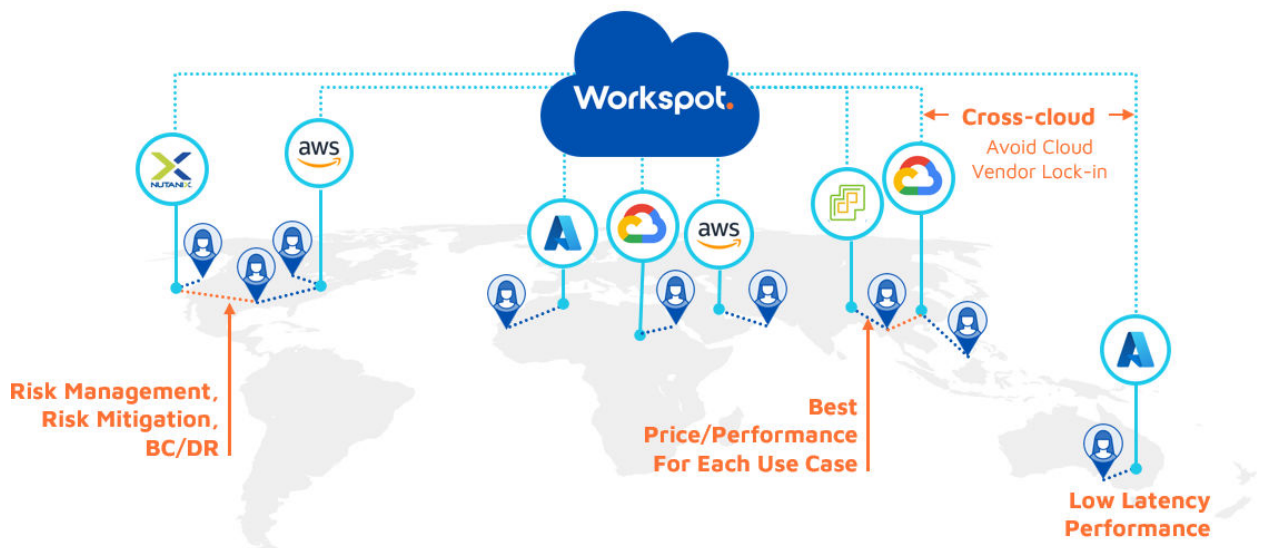 Workspot.
NUTANIX
aws
aws
Cross-cloud
Avoid Cloud
Vendor Lock-in
Risk Management,
Risk Mitigation,
BC/DR
Best
Price/Performance
For Each Use Case
Low Latency
Performance